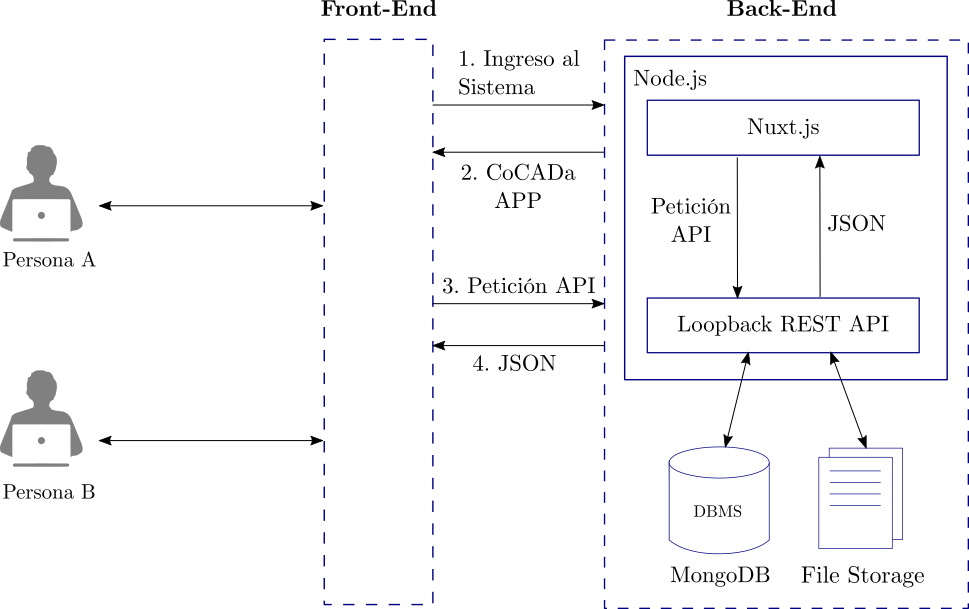 Front-End
Back-End
1. Ingreso al
Sistema
Node.js
Nuxt.js
2. CoCADa
APP
Petición
API
JSON
Persona A
3. Petición API
Loopback REST API
4. JSON
Persona B
DBMS
MongoDB
File Storage